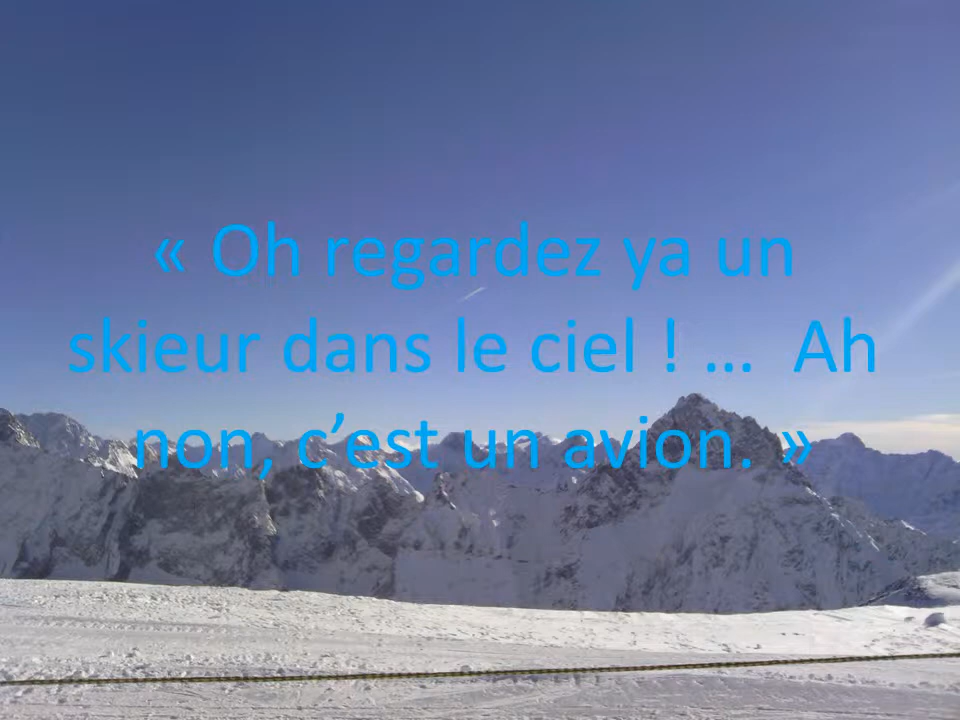 « Oh regardez ya un
skieur dans le ciel ! ...  Ah
non, c’est un avion. »